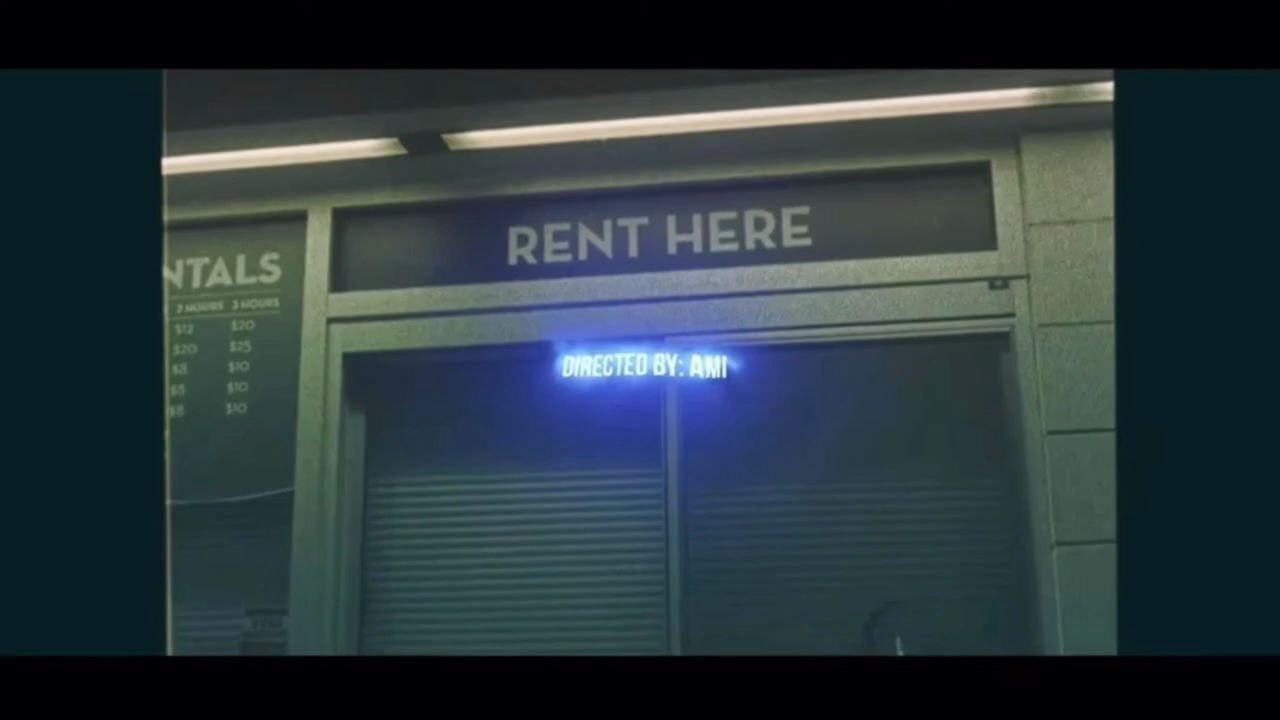 RENT HERE
NTALS
2 HOURS 3 HOURS
$12 $20
$20 $25
$8 $10
$8 $10
$8 $10
DIRECTED BY: AMI